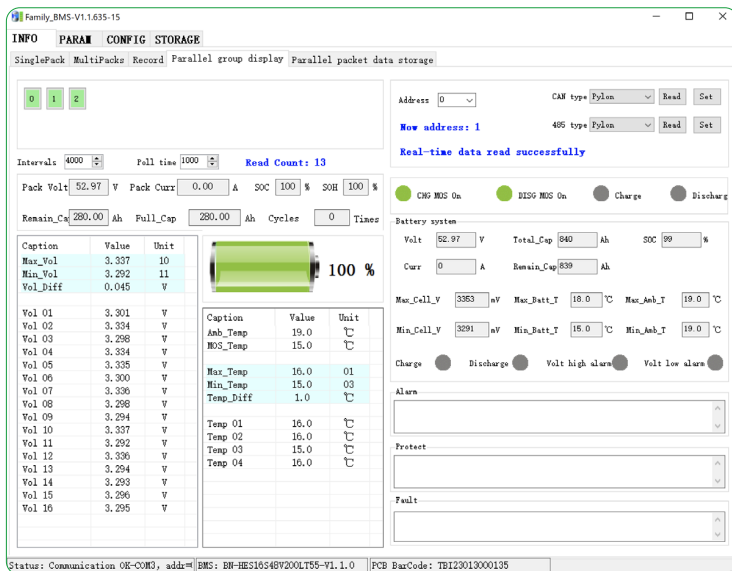 Family_BMS-V1.1.635-15
INFO PARAM CONFIG STORAGE
SinglePack MultiPacks Record Parallel group display Parallel packet data storage
0 1 2
Intervals 4000 Poll time 1000 Read Count: 13
Pack Volt 52.97 V Pack Curr 0.00 A SOC 100 % SOH 100 %
Remain_Ca 280.00 Ah Full_Cap 280.00 Ah Cycles 0 Times
Caption Value Unit
Max_Vol 3.337 10
Min_Vol 3.292 11
Vol_Diff 0.045 V
Vol 01 3.301 V
Vol 02 3.334 V
Vol 03 3.298 V
Vol 04 3.334 V
Vol 05 3.335 V
Vol 06 3.300 V
Vol 07 3.336 V
Vol 08 3.298 V
Vol 09 3.294 V
Vol 10 3.337 V
Vol 11 3.292 V
Vol 12 3.336 V
Vol 13 3.294 V
Vol 14 3.293 V
Vol 15 3.296 V
Vol 16 3.295 V
100 %
Caption Value Unit
Amb_Temp 19.0 ℃
MOS_Temp 15.0 ℃
Max_Temp 16.0 01
Min_Temp 15.0 03
Temp_Diff 1.0 ℃
Temp 01 16.0 ℃
Temp 02 16.0 ℃
Temp 03 15.0 ℃
Temp 04 16.0 ℃
Address 0 CAN type Pylon Read Set
Now address: 1 485 type Pylon Read Set
Real-time data read successfully
CHG MOS On DISG MOS On Charge Discharg
Battery system
Volt 52.97 V Total_Cap 840 Ah SOC 99 %
Curr 0 A Remain_Cap 839 Ah
Max_Cell_V 3353 mV Max_Batt_T 18.0 ℃ Max_Amb_T 19.0 ℃
Min_Cell_V 3291 mV Min_Batt_T 15.0 ℃ Min_Amb_T 19.0 ℃
Charge Discharge Volt high alarm Volt low alarm
Alarm
Protect
Fault
Status: Communication OK-COM3, addr= BMS: BN-HES16S48V200LT55-V1.1.0 PCB BarCode: TBI23013000135